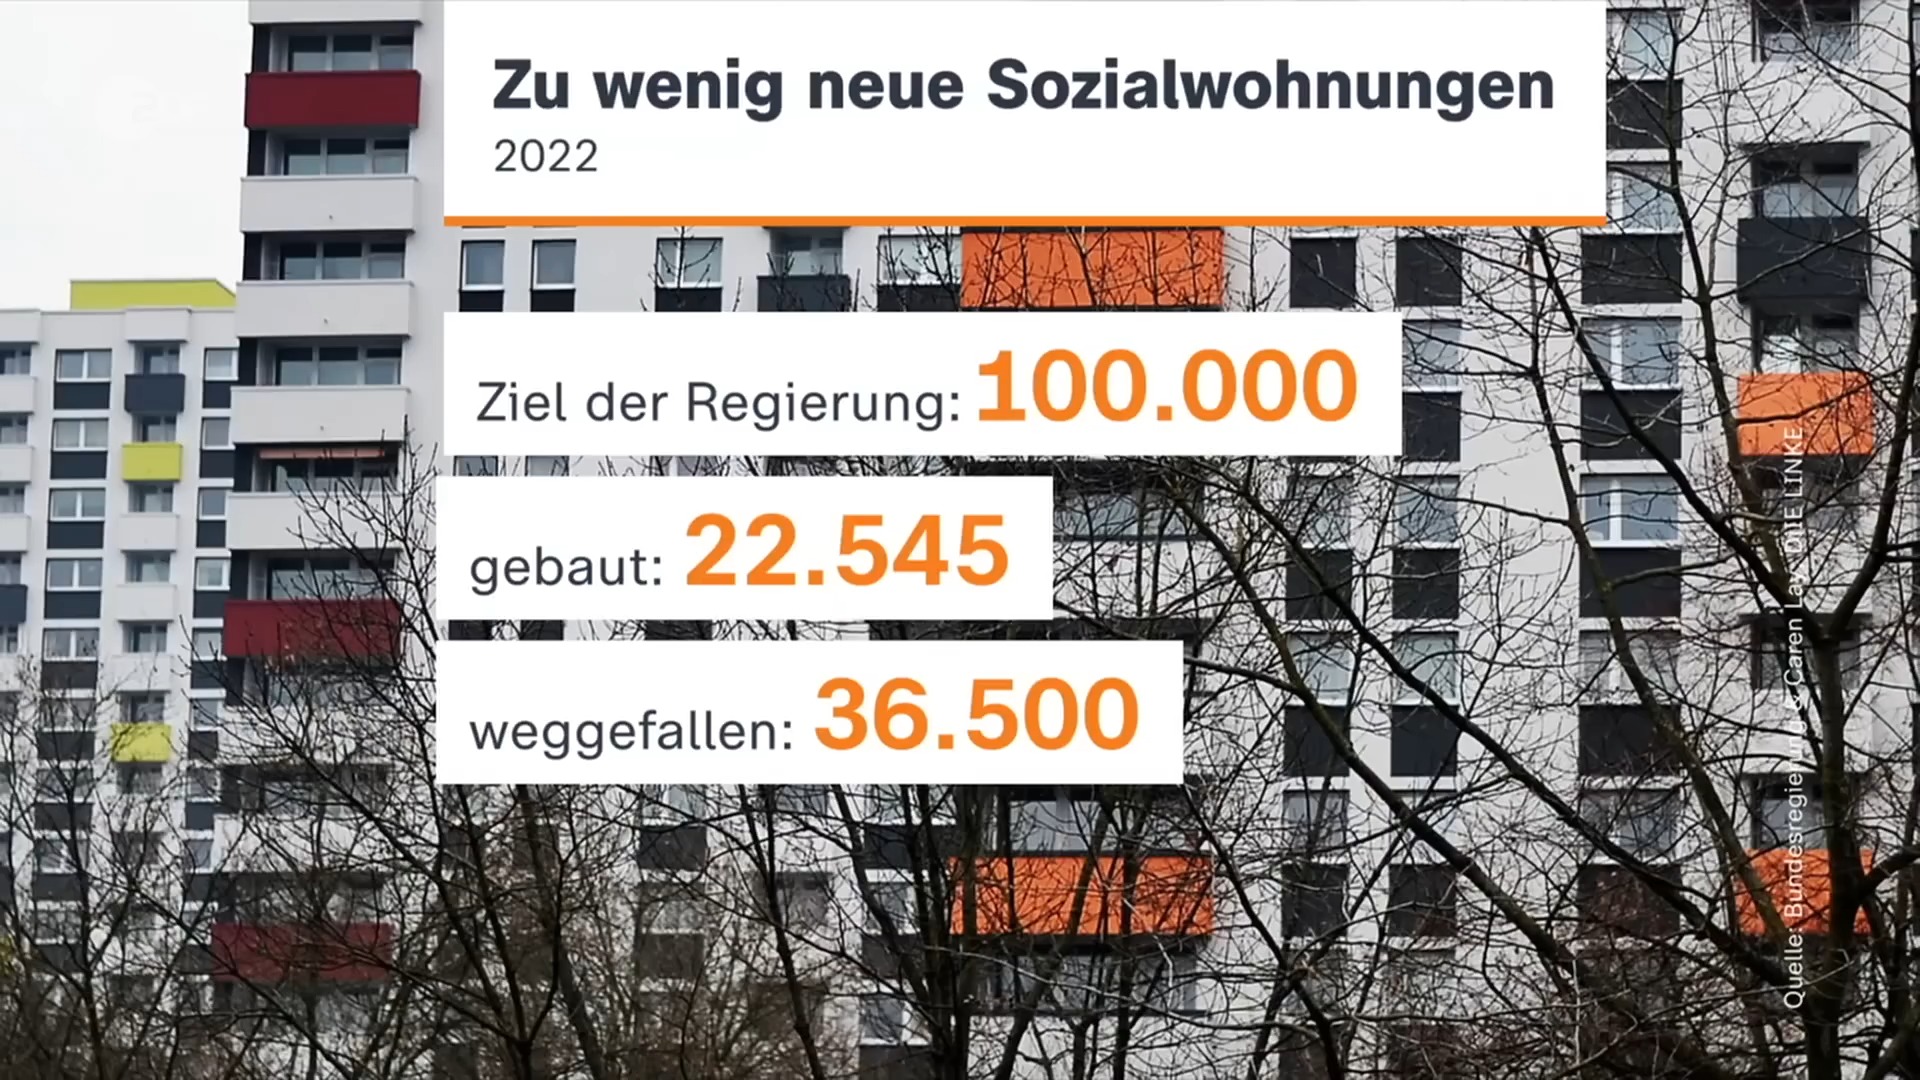 Zu wenig neue Sozialwohnungen
2022
Ziel der Regierung: 100.000
gebaut: 22.545
weggefallen: 36.500
Quelle: Bundesregierung & Caren Lay, DIE LINKE